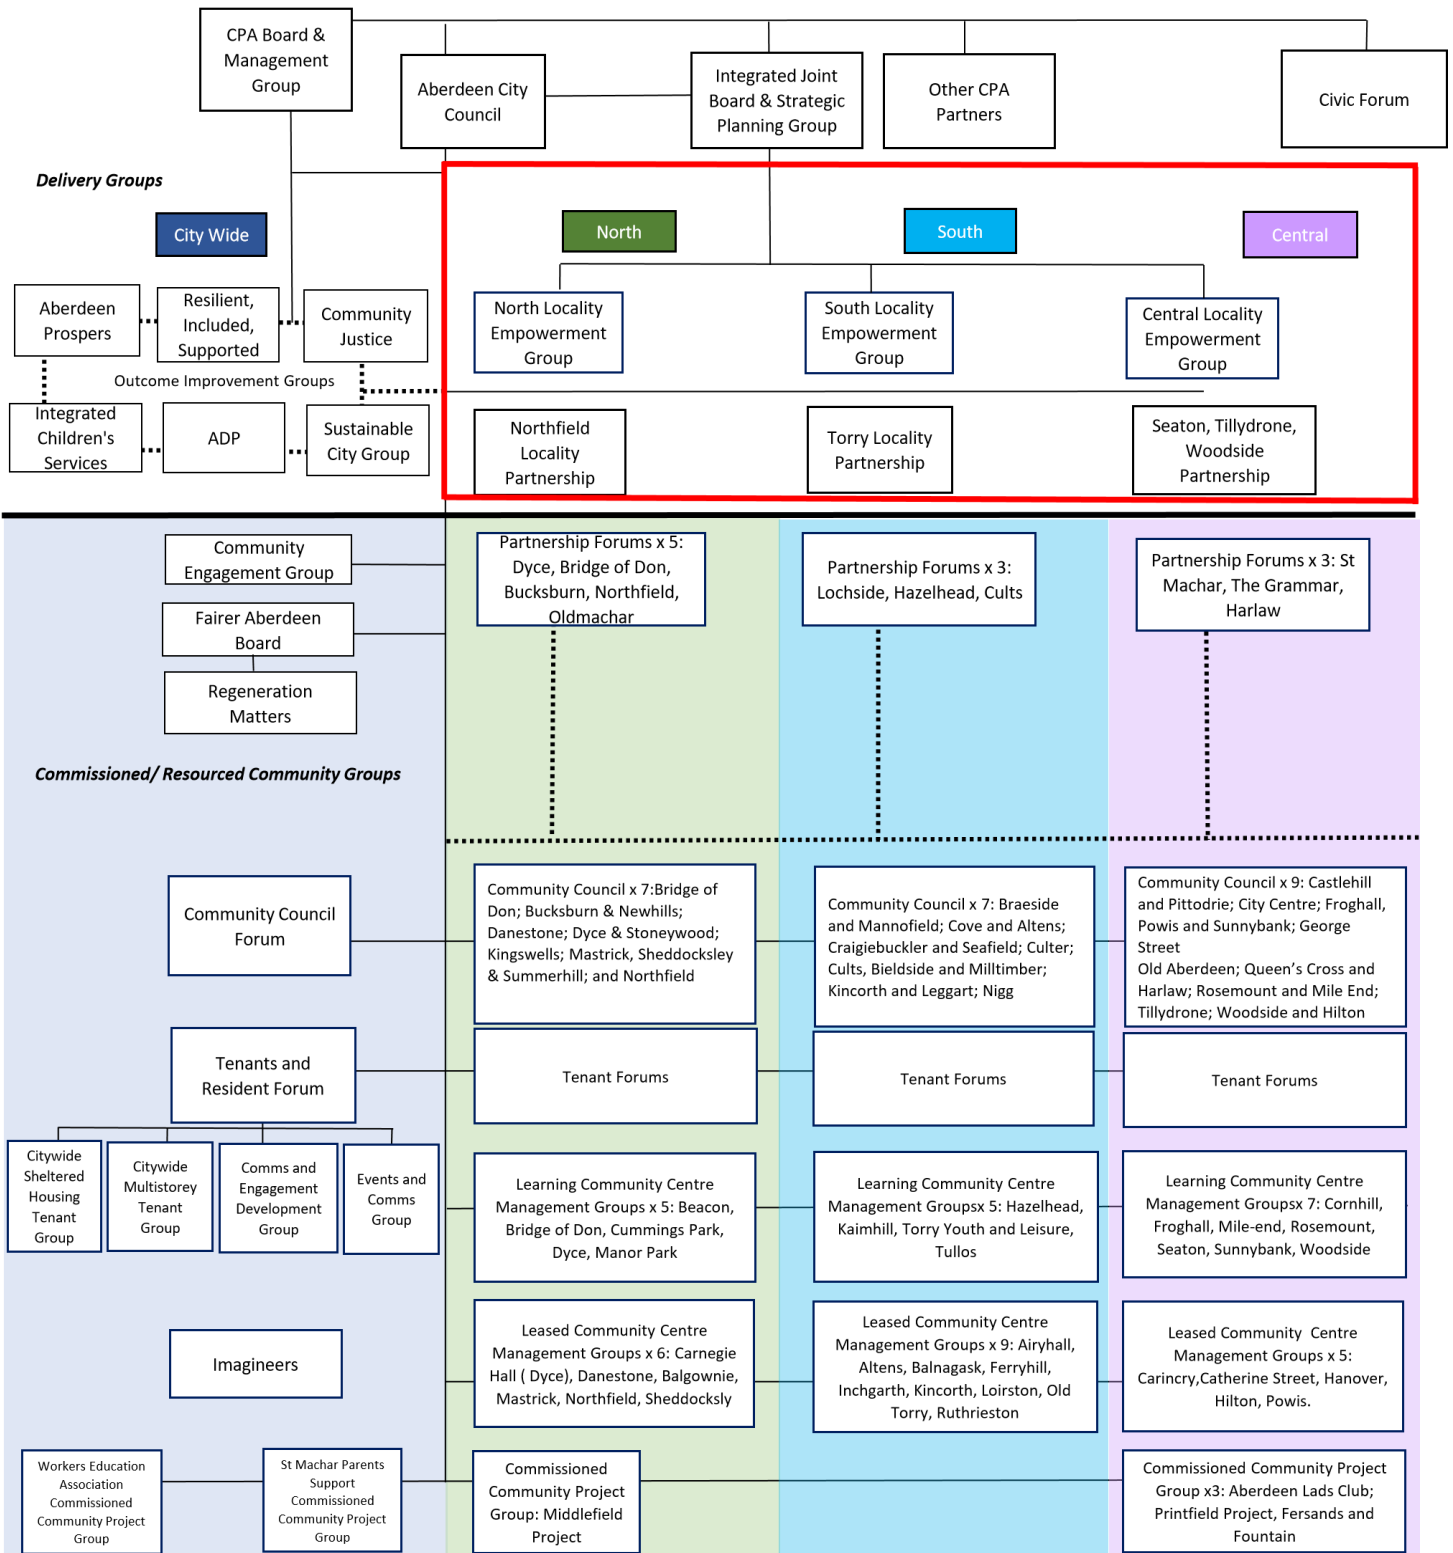 CPA Board &
Management
Group
Aberdeen City
Council
Integrated Joint
Board & Strategic
Planning Group
Other CPA
Partners
Civic Forum
Delivery Groups
City Wide
North
South
Central
Aberdeen
Prospers
Resilient,
Included,
Supported
Community
Justice
North Locality
Empowerment
Group
South Locality
Empowerment
Group
Central Locality
Empowerment
Group
Outcome Improvement Groups
Integrated
Children's
Services
ADP
Sustainable
City Group
Northfield
Locality
Partnership
Torry Locality
Partnership
Seaton, Tillydrone,
Woodside
Partnership
Community
Engagement Group
Partnership Forums x 5:
Dyce, Bridge of Don,
Bucksburn, Northfield,
Oldmachar
Partnership Forums x 3:
Lochside, Hazelhead, Cults
Partnership Forums x 3: St
Machar, The Grammar,
Harlaw
Fairer Aberdeen
Board
Regeneration
Matters
Commissioned/ Resourced Community Groups
Community Council
Forum
Community Council x 7:Bridge of
Don; Bucksburn & Newhills;
Danestone; Dyce & Stoneywood;
Kingswells; Mastrick, Sheddocksley
& Summerhill; and Northfield
Community Council x 7: Braeside
and Mannofield; Cove and Altens;
Craigiebuckler and Seafield; Culter;
Cults, Bieldside and Milltimber;
Kincorth and Leggart; Nigg
Community Council x 9: Castlehill
and Pittodrie; City Centre; Froghall,
Powis and Sunnybank; George
Street
Old Aberdeen; Queen’s Cross and
Harlaw; Rosemount and Mile End;
Tillydrone; Woodside and Hilton
Tenants and
Resident Forum
Tenant Forums
Tenant Forums
Tenant Forums
Citywide
Sheltered
Housing
Tenant
Group
Citywide
Multistorey
Tenant
Group
Comms and
Engagement
Development
Group
Events and
Comms
Group
Learning Community Centre
Management Groups x 5: Beacon,
Bridge of Don, Cummings Park,
Dyce, Manor Park
Learning Community Centre
Management Groupsx 5: Hazelhead,
Kaimhill, Torry Youth and Leisure,
Tullos
Learning Community Centre
Management Groupsx 7: Cornhill,
Froghall, Mile-end, Rosemount,
Seaton, Sunnybank, Woodside
Imagineers
Leased Community Centre
Management Groups x 6: Carnegie
Hall ( Dyce), Danestone, Balgownie,
Mastrick, Northfield, Sheddocksly
Leased Community Centre
Management Groups x 9: Airyhall,
Altens, Balnagask, Ferryhill,
Inchgarth, Kincorth, Loirston, Old
Torry, Ruthrieston
Leased Community  Centre
Management Groups x 5:
Carincry,Catherine Street, Hanover,
Hilton, Powis.
Workers Education
Association
Commissioned
Community Project
Group
St Machar Parents
Support
Commissioned
Community Project
Group
Commissioned
Community Project
Group: Middlefield
Project
Commissioned Community Project
Group x3: Aberdeen Lads Club;
Printfield Project, Fersands and
Fountain